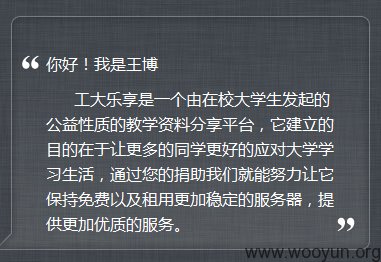 “你好！我是王博
工大乐享是一个由在校大学生发起的
公益性质的教学资料分享平台，它建立的
目的在于让更多的同学更好的应对大学学
习生活，通过您的捐助我们就能努力让它
保持免费以及租用更加稳定的服务器，提
供更加优质的服务。”
www.wooyun.org